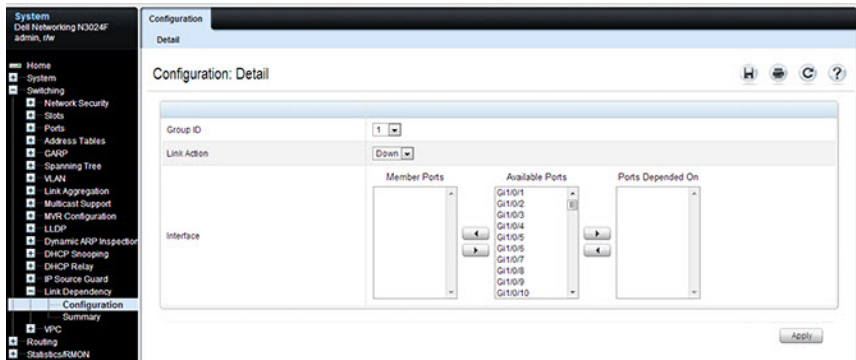 System
Dell Networking N3024F
admin, r/w
Home
System
Switching
Network Security
Slots
Ports
Address Tables
GARP
Spanning Tree
VLAN
Link Aggregation
Multicast Support
MVR Configuration
LLDP
Dynamic ARP Inspection
DHCP Snooping
DHCP Relay
IP Source Guard
Link Dependency
Configuration
Summary
VPC
Routing
Statistics/RMON
Configuration
Detail
Configuration: Detail
Group ID
1
Link Action
Down
Interface
Member Ports
Available Ports
Ports Depended On
Gi1/0/1
Gi1/0/2
Gi1/0/3
Gi1/0/4
Gi1/0/5
Gi1/0/6
Gi1/0/7
Gi1/0/8
Gi1/0/9
Gi1/0/10
Apply